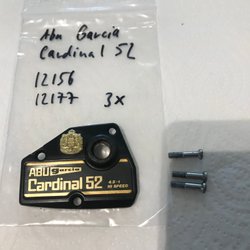 Abu Garcia
Cardinal 52
12156
12177 3x
ABU Garcia
Cardinal 52
HI SPEED